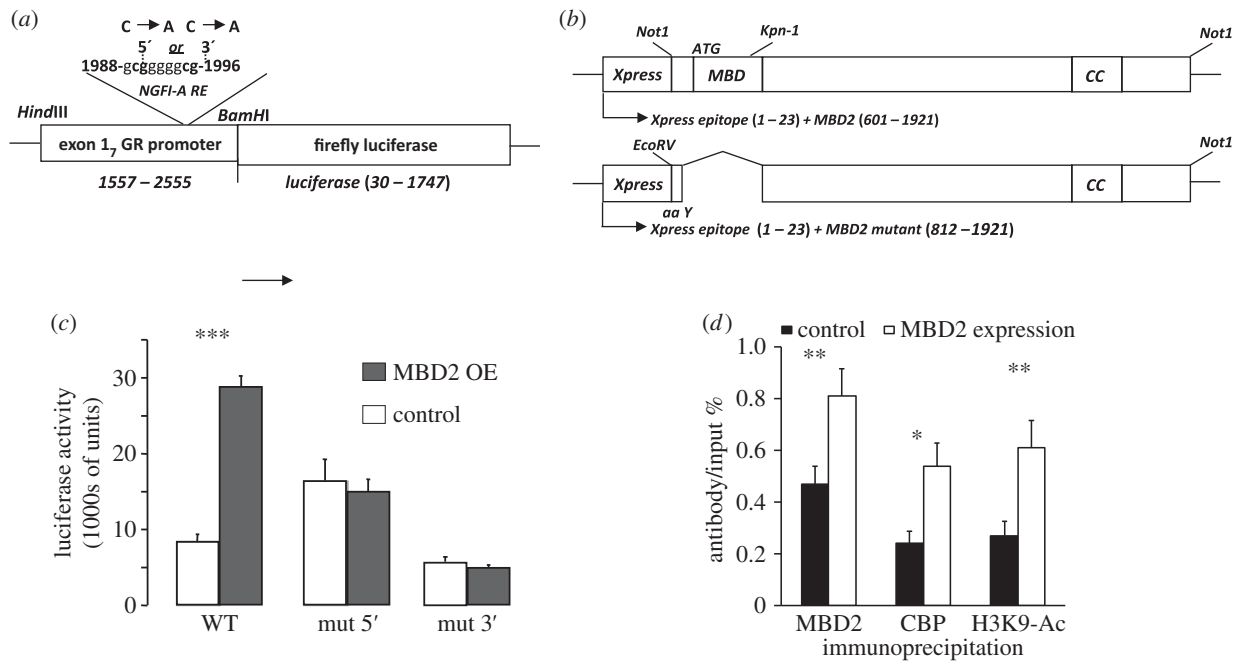 (a)
C → A C → A
5′ or 3′
1988-gcgggggcg-1996
NGFI-A RE
HindIII
BamHI
exon 1₇ GR promoter
firefly luciferase
1557 – 2555
luciferase (30 – 1747)
(b)
Not1
ATG
Kpn-1
Not1
Xpress
MBD
CC
Xpress epitope (1 – 23) + MBD2 (601 – 1921)
EcoRV
Not1
Xpress
CC
aa Y
Xpress epitope (1 – 23) + MBD2 mutant (812 –1921)
(c)
***
30
20
10
0
luciferase activity
(1000s of units)
MBD2 OE
control
WT
mut 5′
mut 3′
(d)
control
MBD2 expression
**
*
**
1.0
0.8
0.6
0.4
0.2
0
antibody/input %
MBD2
CBP
H3K9-Ac
immunoprecipitation